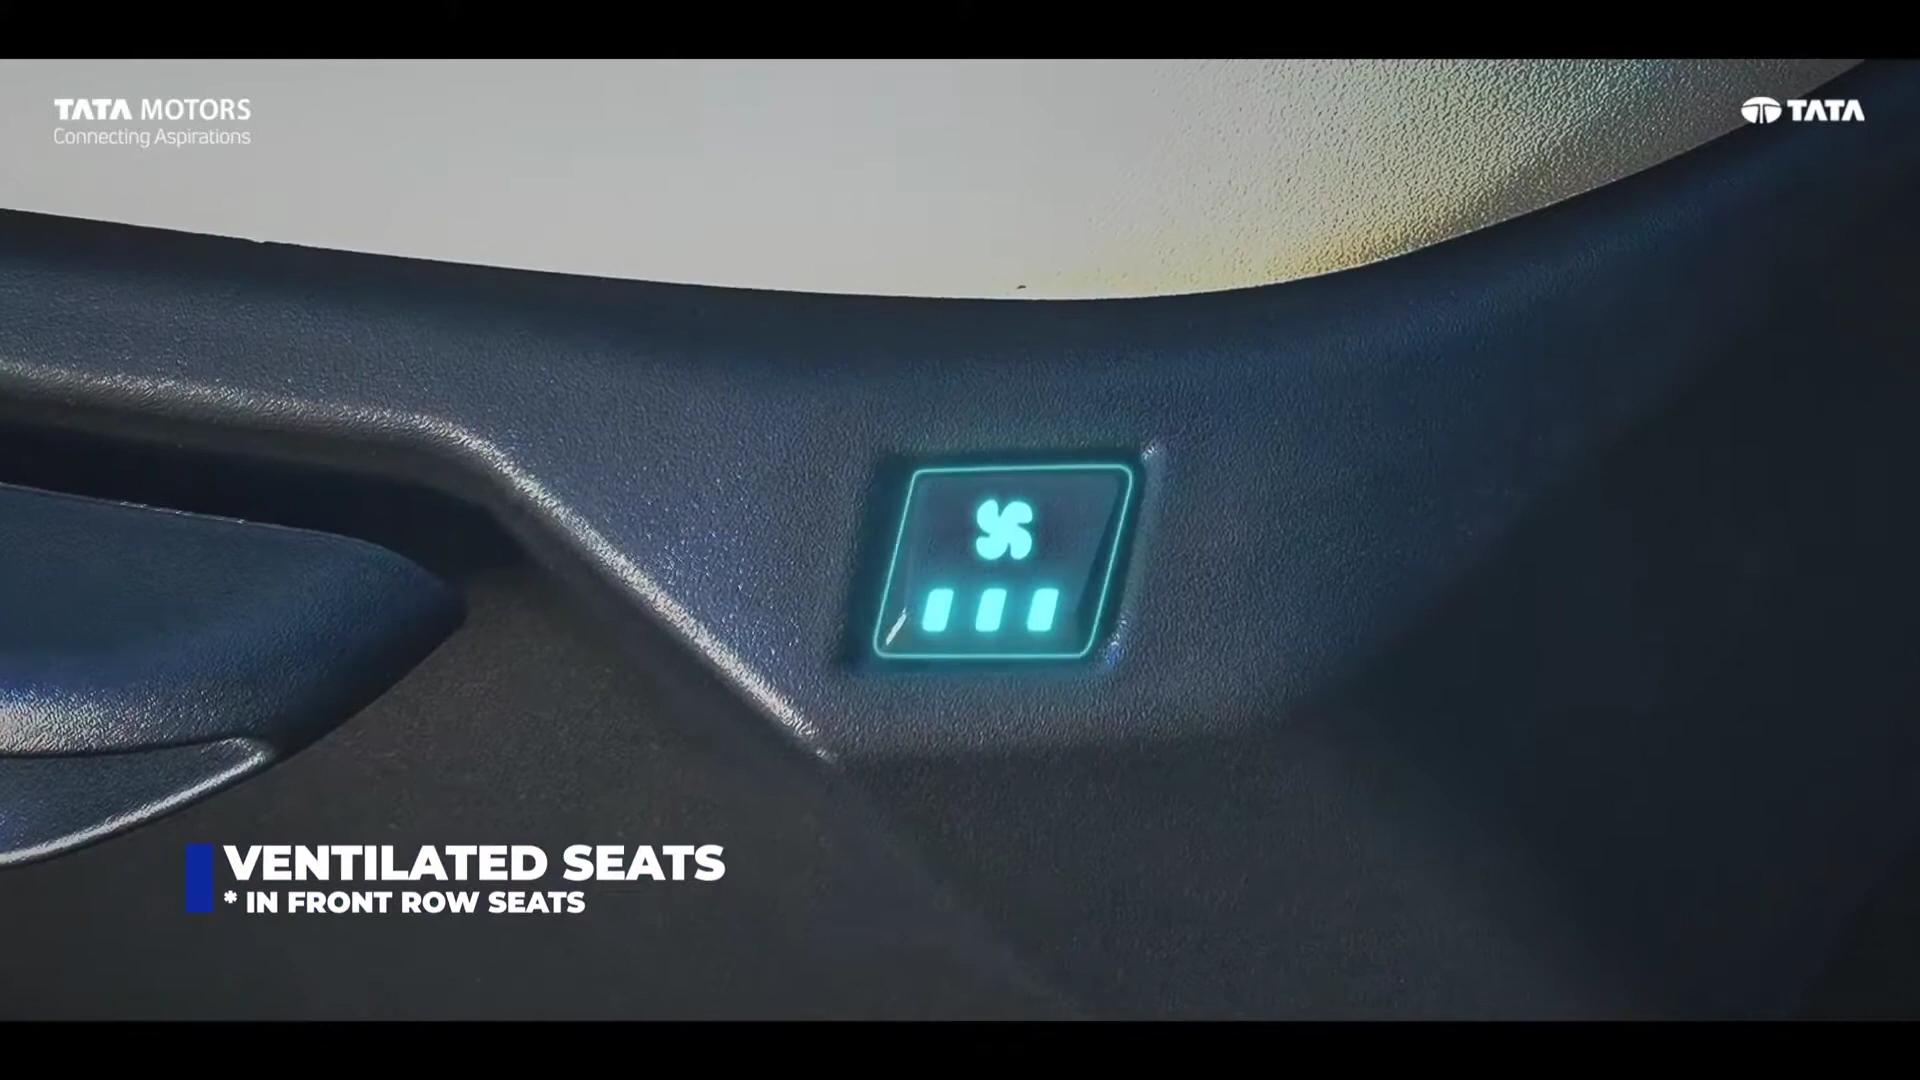 TATA MOTORS
Connecting Aspirations
TATA
VENTILATED SEATS
* IN FRONT ROW SEATS